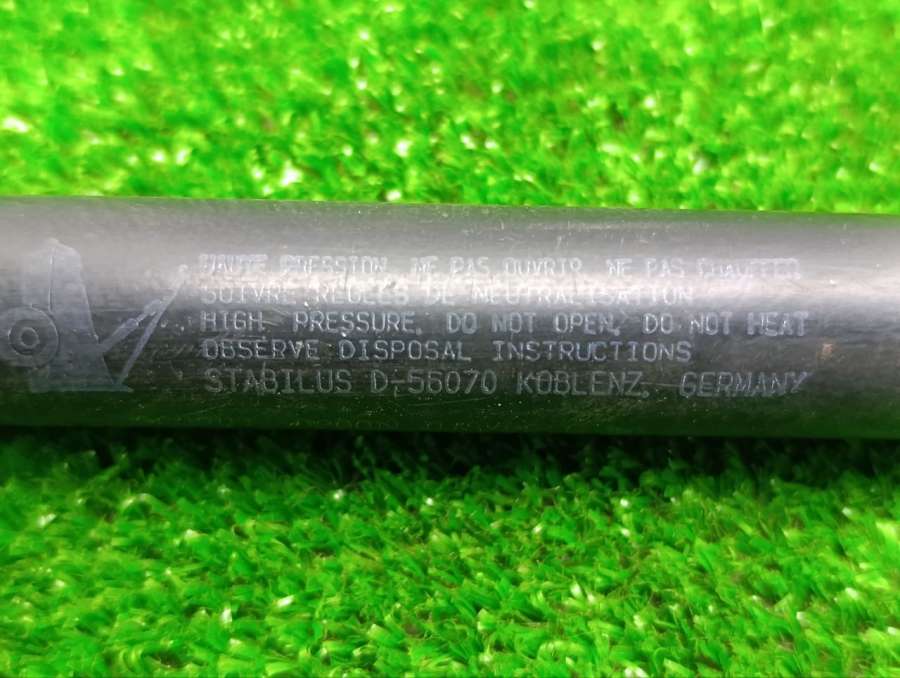 HAUTE PRESSION, NE PAS OUVRIR, NE PAS CHAUFFER
SUIVRE REGLES DE NEUTRALISATION
HIGH PRESSURE, DO NOT OPEN, DO NOT HEAT
OBSERVE DISPOSAL INSTRUCTIONS
STABILUS D-56070 KOBLENZ, GERMANY